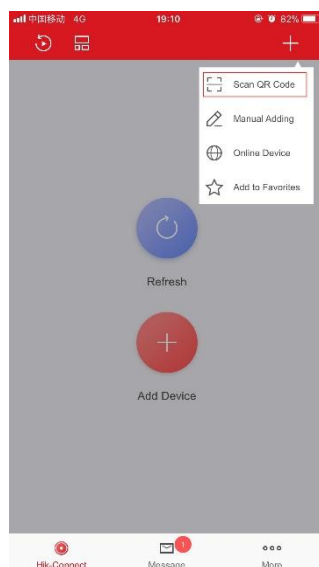 中国移动 4G 19:10 82%
Scan QR Code
Manual Adding
Online Device
Add to Favorites
Refresh
Add Device
1
Hik-Connect Message More